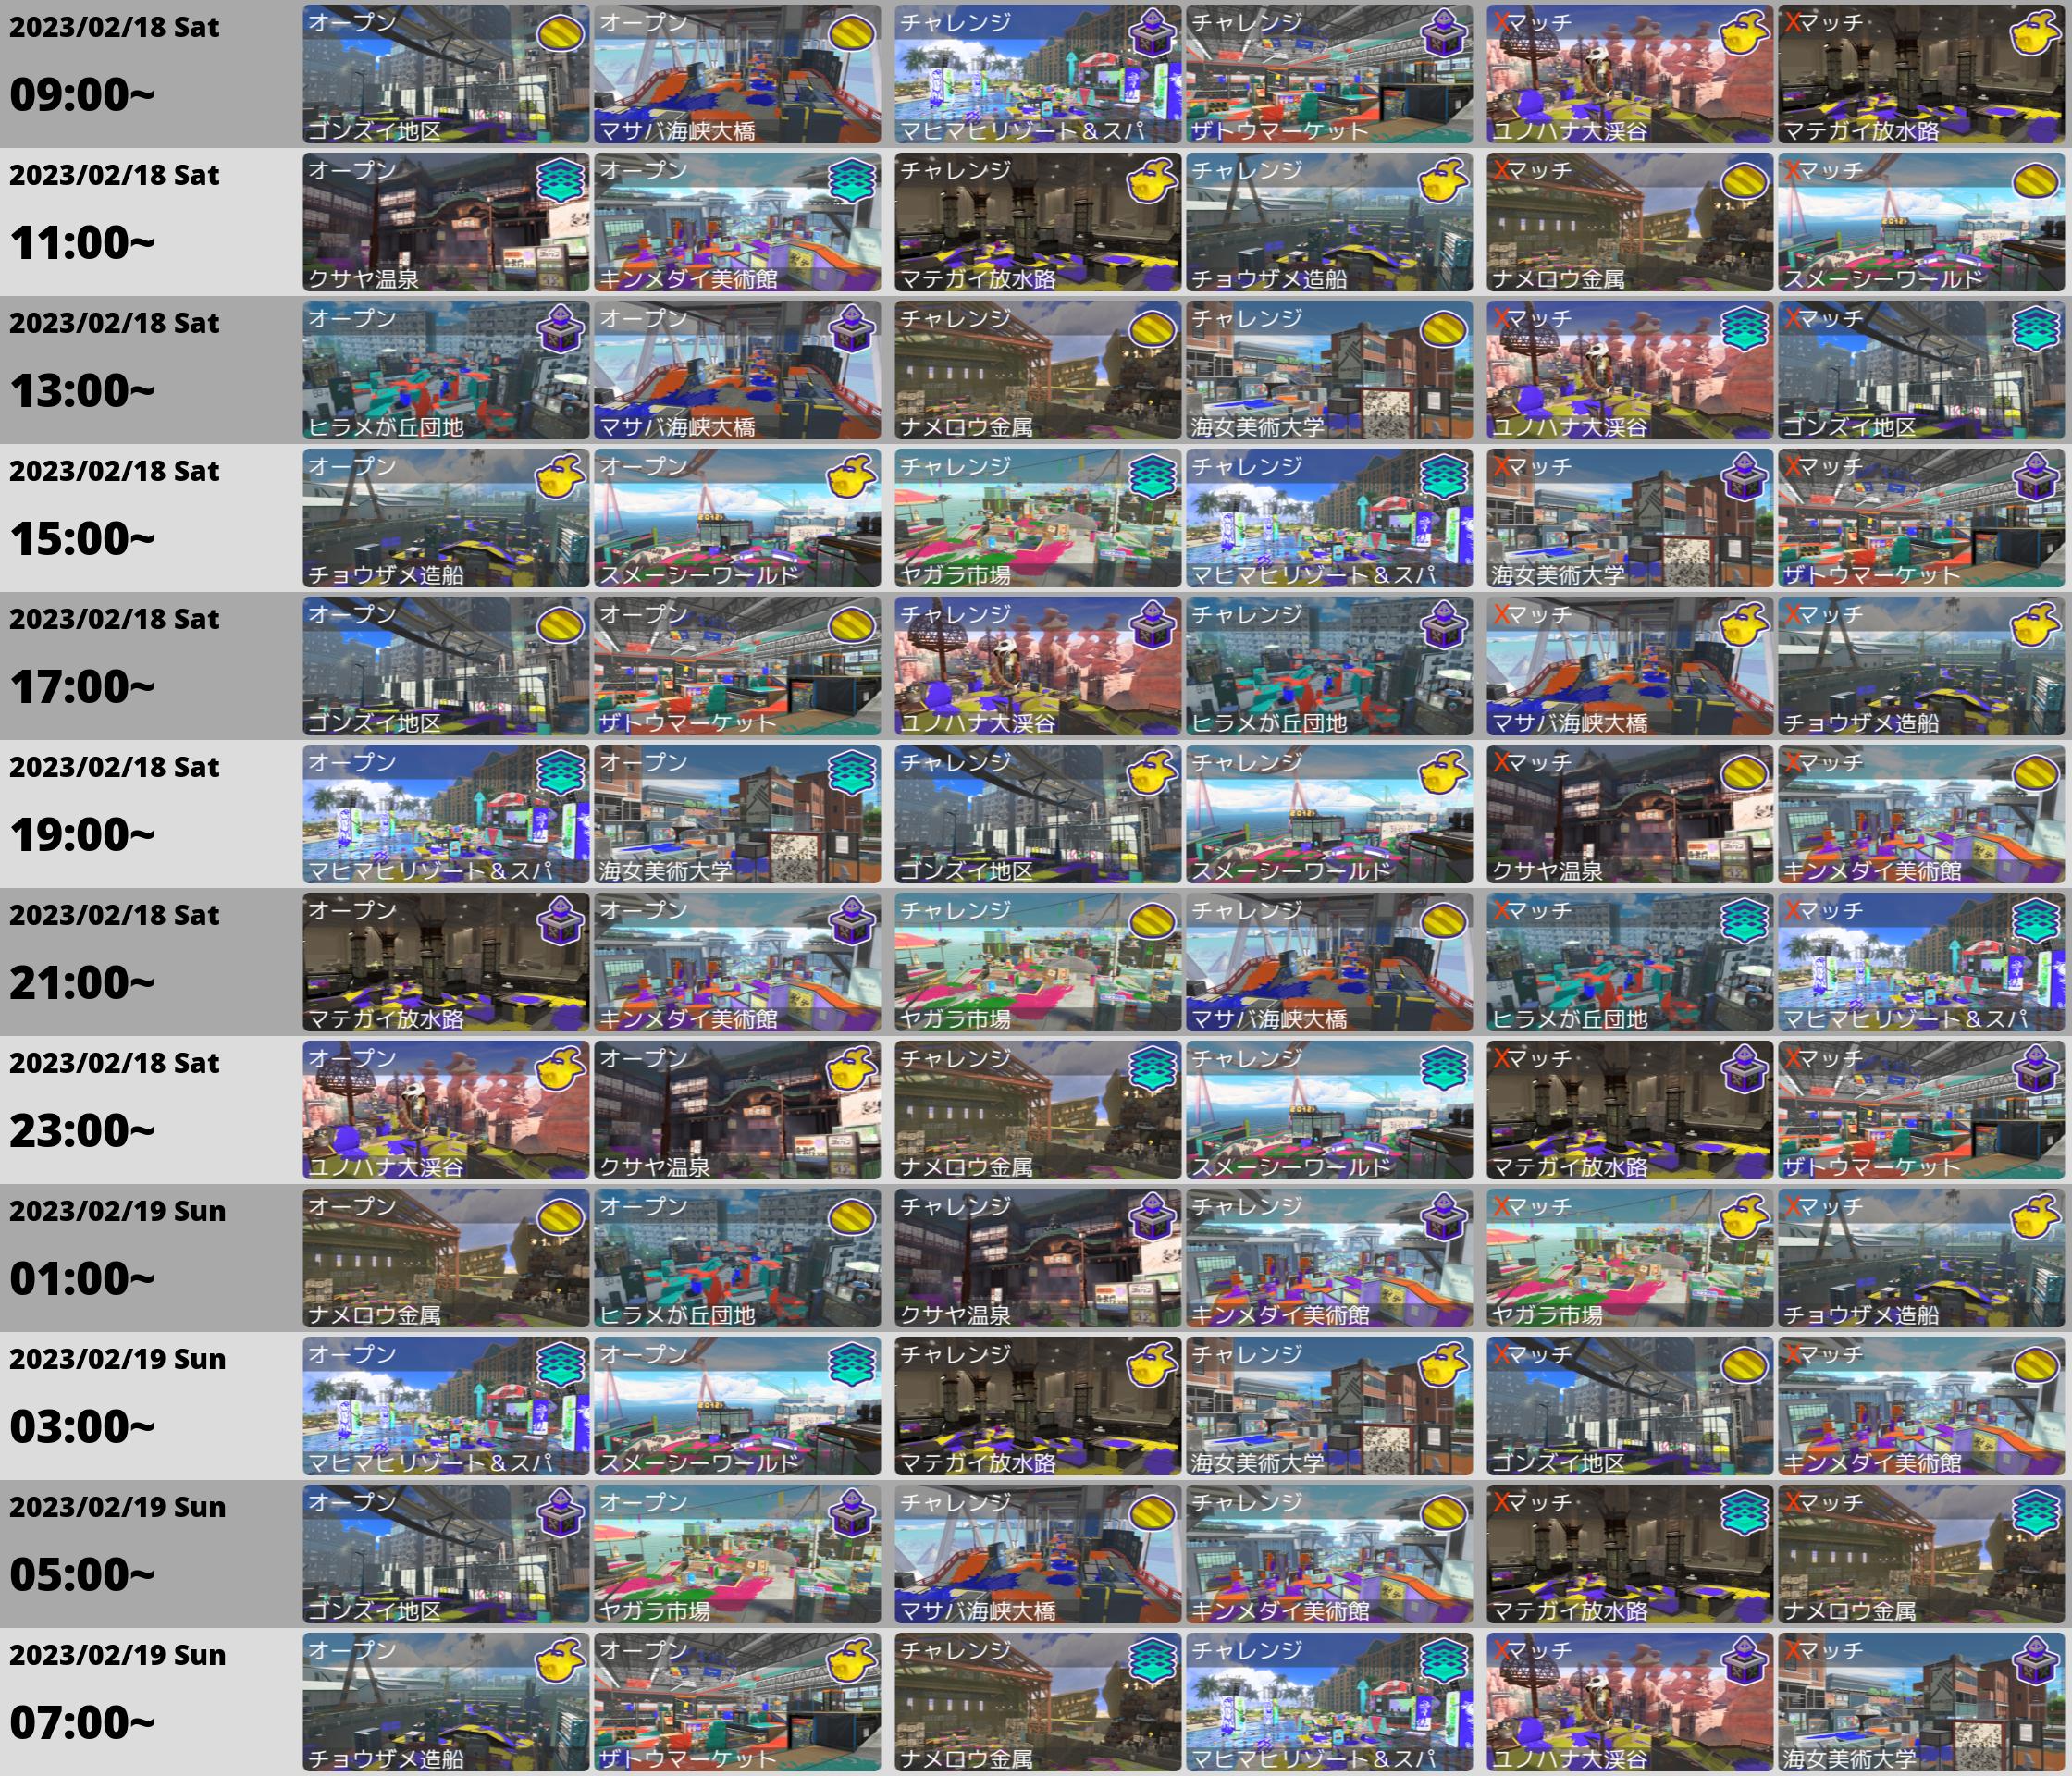 2023/02/18 Sat
09:00~
オープン オープン チャレンジ チャレンジ Xマッチ Xマッチ
ゴンズイ地区 マサバ海峡大橋 マヒマヒリゾート＆スパ ザトウマーケット ユノハナ大渓谷 マテガイ放水路
2023/02/18 Sat
11:00~
オープン オープン チャレンジ チャレンジ Xマッチ Xマッチ
クサヤ温泉 キンメダイ美術館 マテガイ放水路 チョウザメ造船 ナメロウ金属 スメーシーワールド
2023/02/18 Sat
13:00~
オープン オープン チャレンジ チャレンジ Xマッチ Xマッチ
ヒラメが丘団地 マサバ海峡大橋 ナメロウ金属 海女美術大学 ユノハナ大渓谷 ゴンズイ地区
2023/02/18 Sat
15:00~
オープン オープン チャレンジ チャレンジ Xマッチ Xマッチ
チョウザメ造船 スメーシーワールド ヤガラ市場 マヒマヒリゾート＆スパ 海女美術大学 ザトウマーケット
2023/02/18 Sat
17:00~
オープン オープン チャレンジ チャレンジ Xマッチ Xマッチ
ゴンズイ地区 ザトウマーケット ユノハナ大渓谷 ヒラメが丘団地 マサバ海峡大橋 チョウザメ造船
2023/02/18 Sat
19:00~
オープン オープン チャレンジ チャレンジ Xマッチ Xマッチ
マヒマヒリゾート＆スパ 海女美術大学 ゴンズイ地区 スメーシーワールド クサヤ温泉 キンメダイ美術館
2023/02/18 Sat
21:00~
オープン オープン チャレンジ チャレンジ Xマッチ Xマッチ
マテガイ放水路 キンメダイ美術館 ヤガラ市場 マサバ海峡大橋 ヒラメが丘団地 マヒマヒリゾート＆スパ
2023/02/18 Sat
23:00~
オープン オープン チャレンジ チャレンジ Xマッチ Xマッチ
ユノハナ大渓谷 クサヤ温泉 ナメロウ金属 スメーシーワールド マテガイ放水路 ザトウマーケット
2023/02/19 Sun
01:00~
オープン オープン チャレンジ チャレンジ Xマッチ Xマッチ
ナメロウ金属 ヒラメが丘団地 クサヤ温泉 キンメダイ美術館 ヤガラ市場 チョウザメ造船
2023/02/19 Sun
03:00~
オープン オープン チャレンジ チャレンジ Xマッチ Xマッチ
マヒマヒリゾート＆スパ スメーシーワールド マテガイ放水路 海女美術大学 ゴンズイ地区 キンメダイ美術館
2023/02/19 Sun
05:00~
オープン オープン チャレンジ チャレンジ Xマッチ Xマッチ
ゴンズイ地区 ヤガラ市場 マサバ海峡大橋 キンメダイ美術館 マテガイ放水路 ナメロウ金属
2023/02/19 Sun
07:00~
オープン オープン チャレンジ チャレンジ Xマッチ Xマッチ
チョウザメ造船 ザトウマーケット ナメロウ金属 マヒマヒリゾート＆スパ ユノハナ大渓谷 海女美術大学